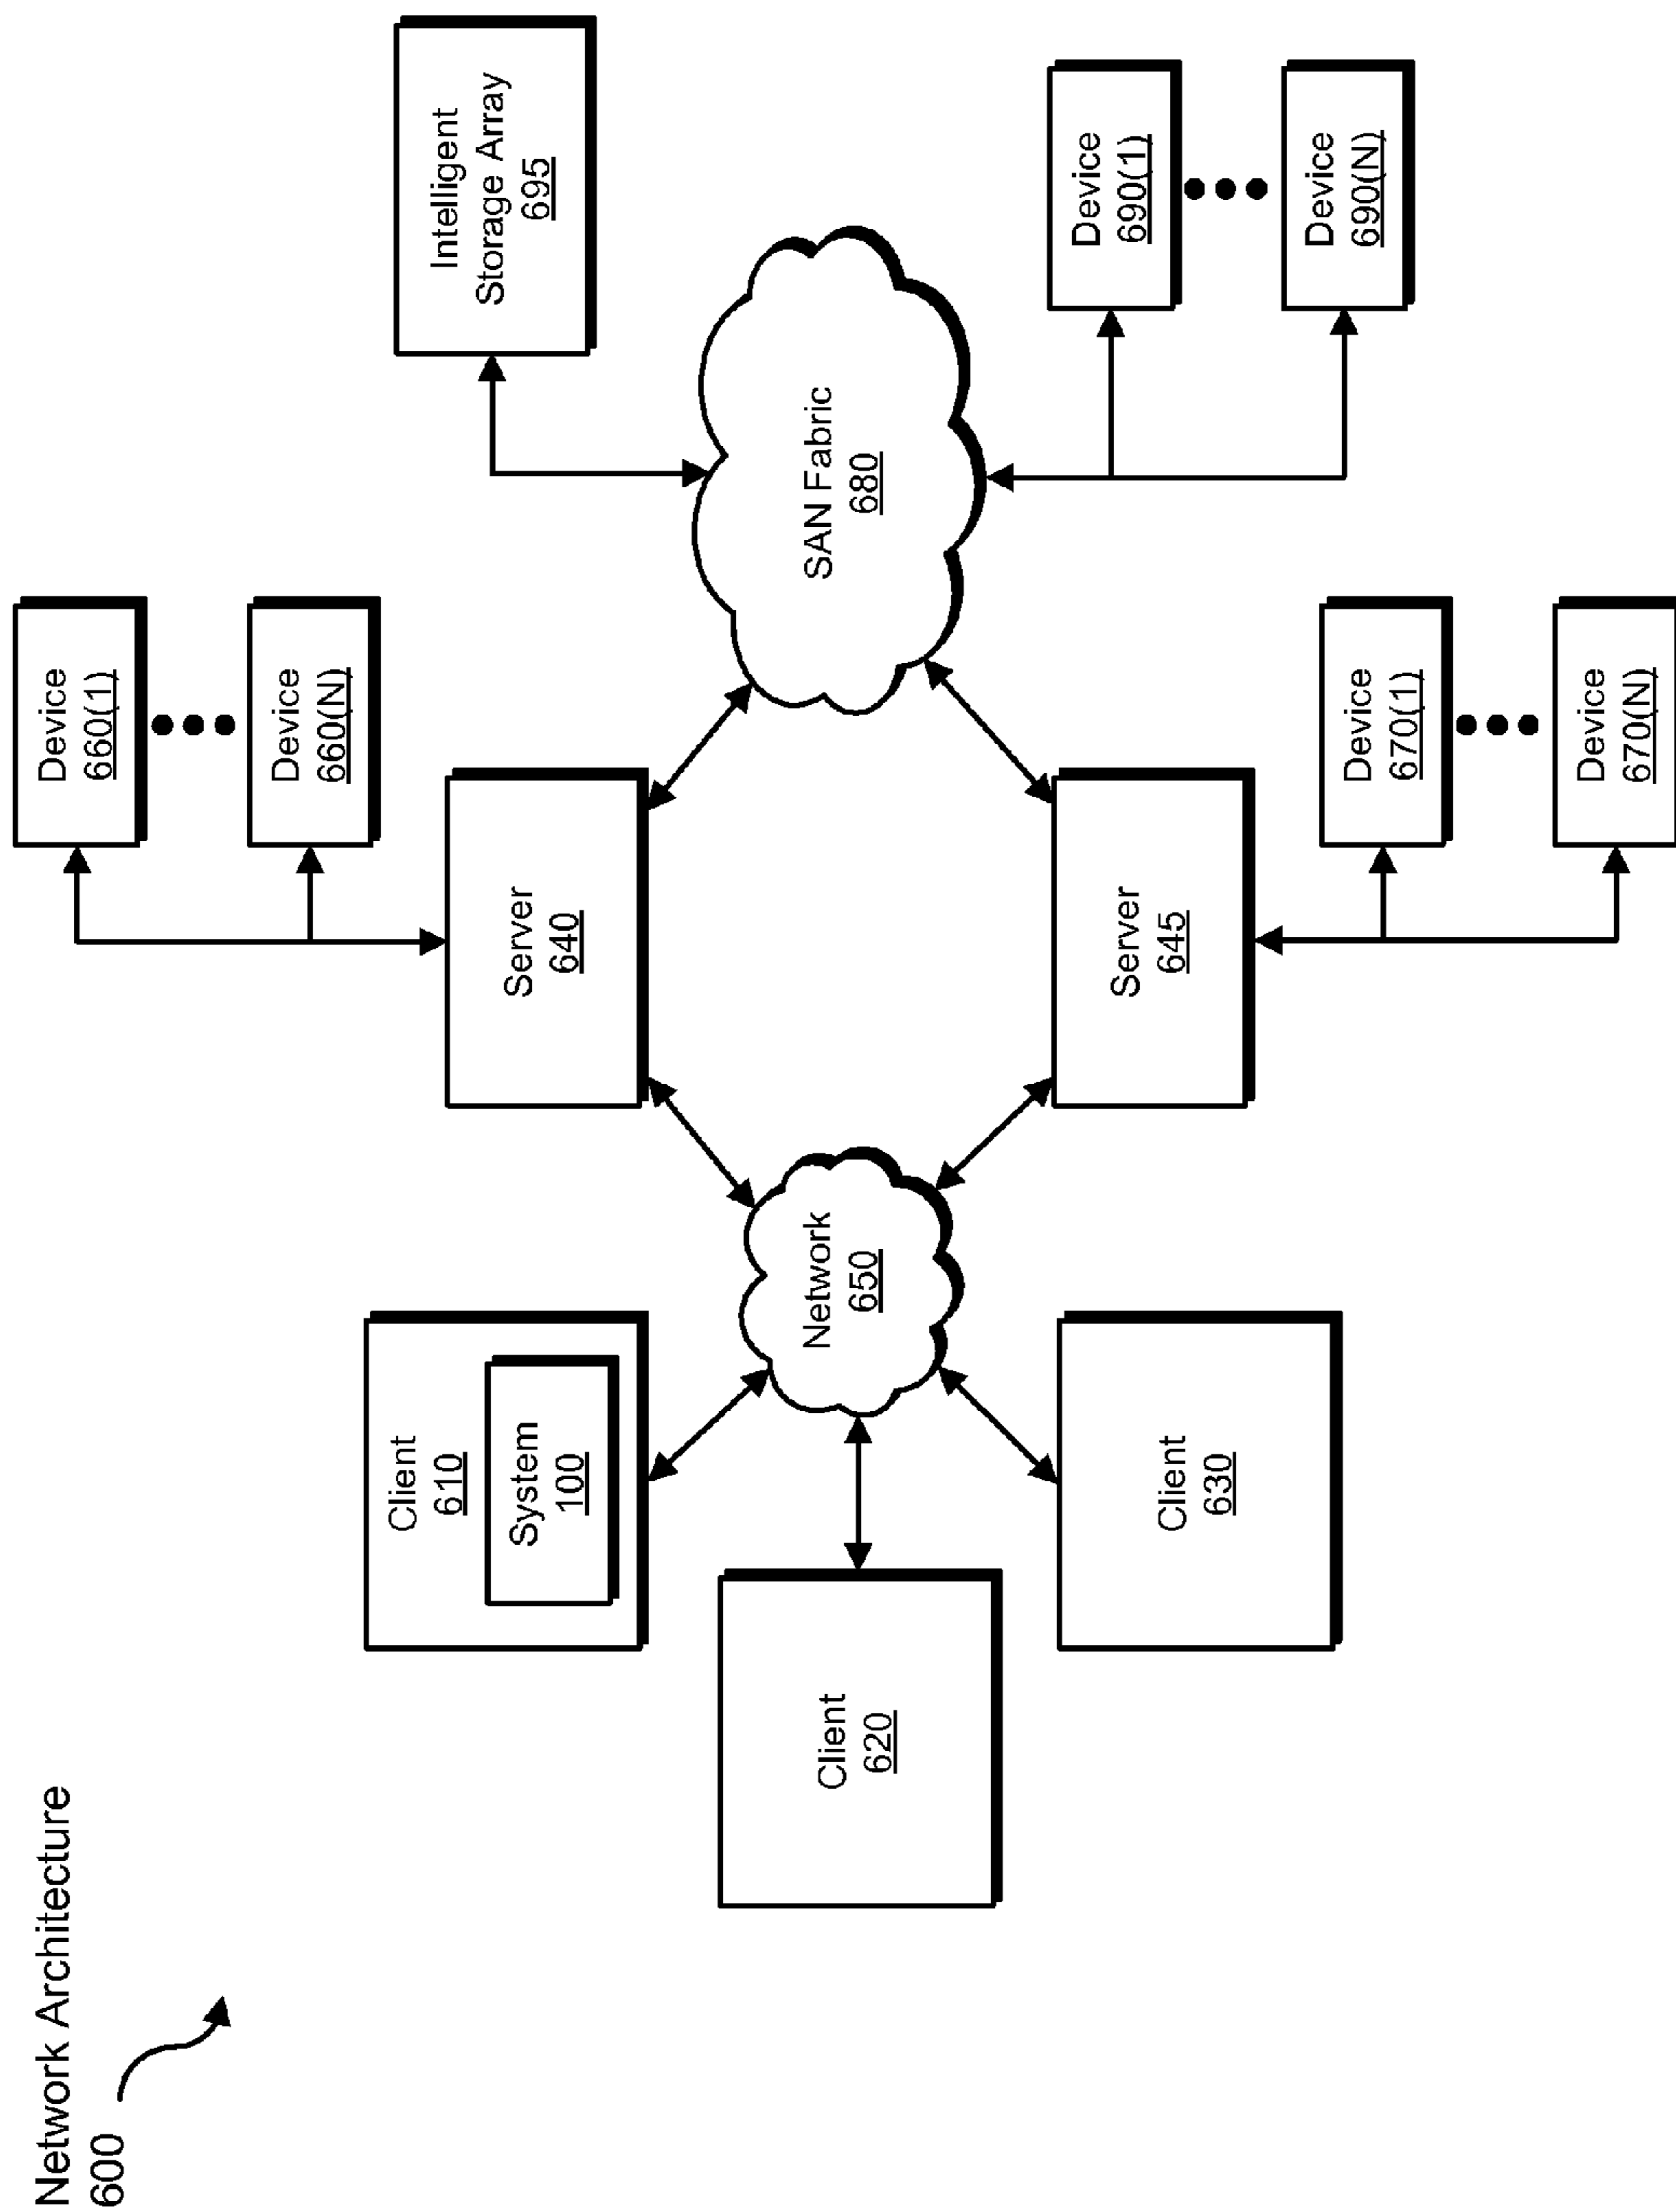 Network Architecture
600
Client
610
System
100
Client
620
Client
630
Network
650
Server
640
Server
645
Device
660(1)
Device
660(N)
Device
670(1)
Device
670(N)
SAN Fabric
680
Intelligent
Storage Array
695
Device
690(1)
Device
690(N)